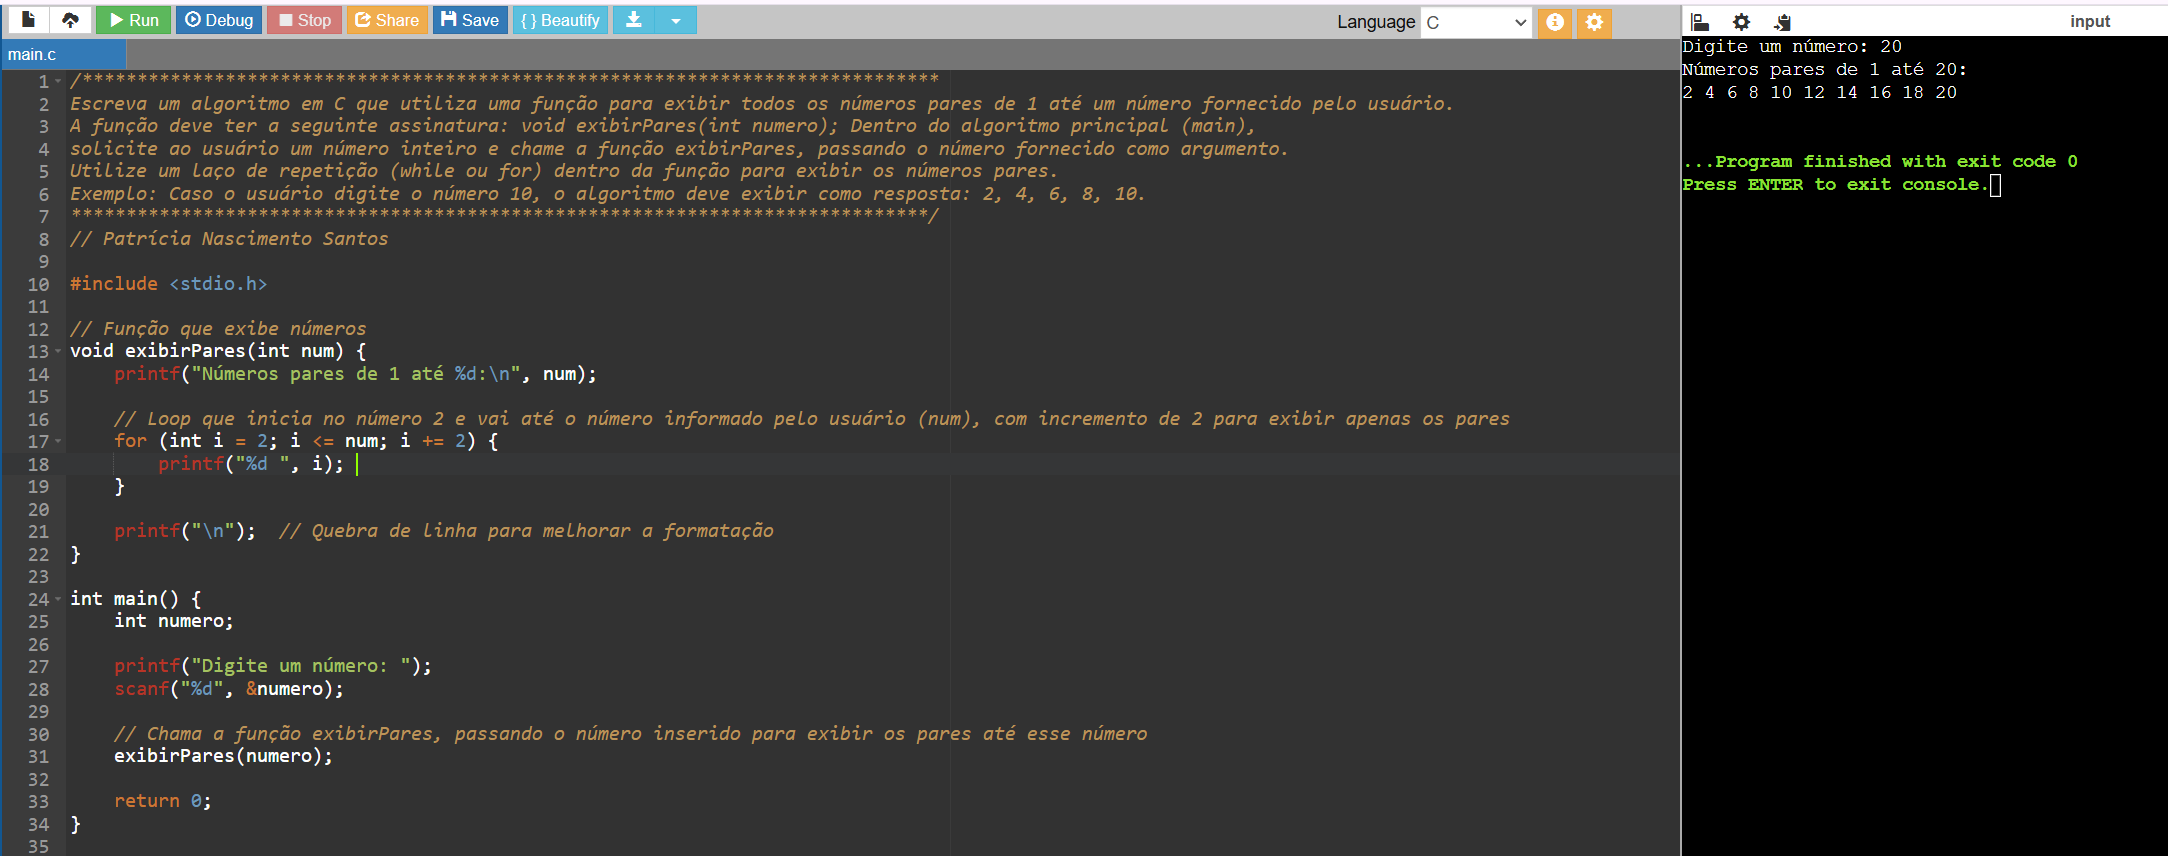 Run Debug Stop Share Save { } Beautify Language C
main.c
1 /******************************************************************************
2 Escreva um algoritmo em C que utiliza uma função para exibir todos os números pares de 1 até um número fornecido pelo usuário.
3 A função deve ter a seguinte assinatura: void exibirPares(int numero); Dentro do algoritmo principal (main),
4 solicite ao usuário um número inteiro e chame a função exibirPares, passando o número fornecido como argumento.
5 Utilize um laço de repetição (while ou for) dentro da função para exibir os números pares.
6 Exemplo: Caso o usuário digite o número 10, o algoritmo deve exibir como resposta: 2, 4, 6, 8, 10.
7 ******************************************************************************/
8 // Patrícia Nascimento Santos
9
10 #include <stdio.h>
11
12 // Função que exibe números
13 void exibirPares(int num) {
14     printf("Números pares de 1 até %d:\n", num);
15
16     // Loop que inicia no número 2 e vai até o número informado pelo usuário (num), com incremento de 2 para exibir apenas os pares
17     for (int i = 2; i <= num; i += 2) {
18         printf("%d ", i);
19     }
20
21     printf("\n");  // Quebra de linha para melhorar a formatação
22 }
23
24 int main() {
25     int numero;
26
27     printf("Digite um número: ");
28     scanf("%d", &numero);
29
30     // Chama a função exibirPares, passando o número inserido para exibir os pares até esse número
31     exibirPares(numero);
32
33     return 0;
34 }
35
input
Digite um número: 20
Números pares de 1 até 20:
2 4 6 8 10 12 14 16 18 20
...Program finished with exit code 0
Press ENTER to exit console.